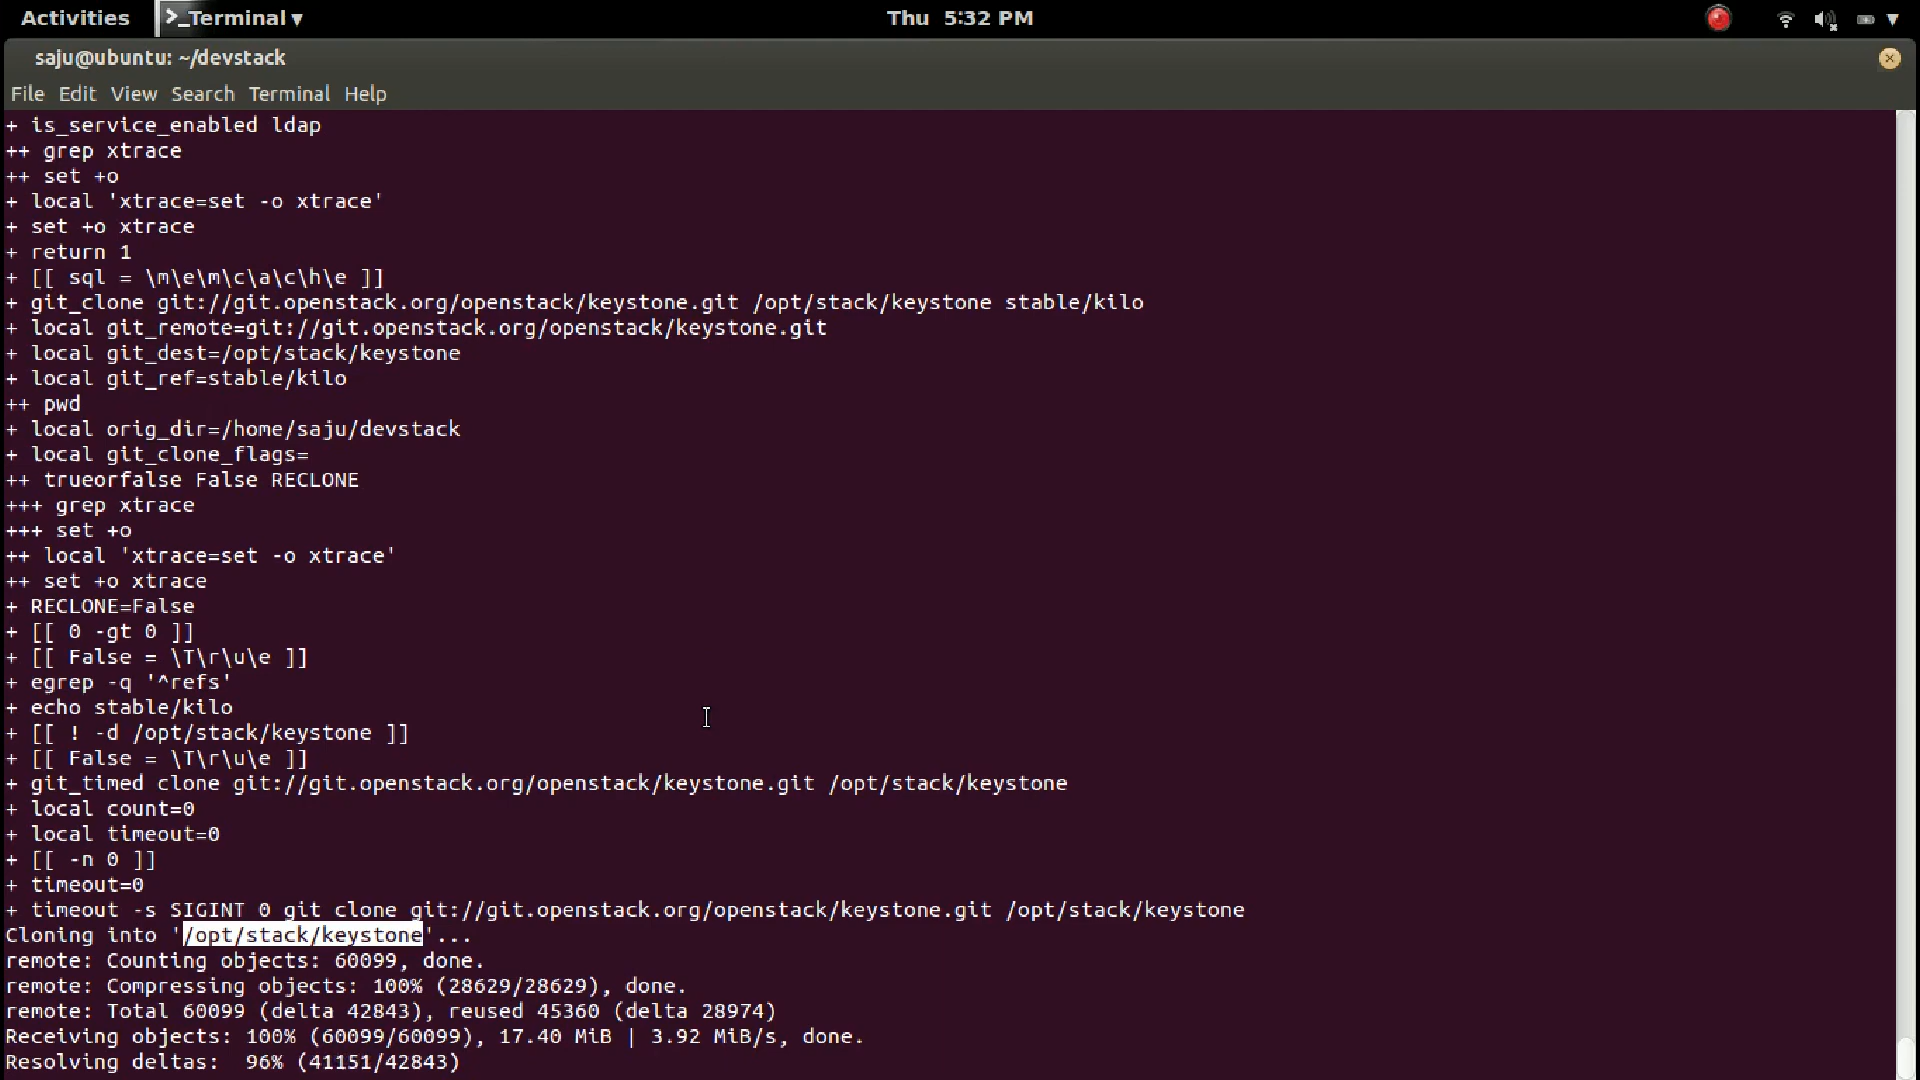 Activities
>_Terminal ▾
Thu 5:32 PM
saju@ubuntu: ~/devstack
File Edit View Search Terminal Help
+ is_service_enabled ldap
++ grep xtrace
++ set +o
+ local 'xtrace=set -o xtrace'
+ set +o xtrace
+ return 1
+ [[ sql = \m\e\m\c\a\c\h\e ]]
+ git_clone git://git.openstack.org/openstack/keystone.git /opt/stack/keystone stable/kilo
+ local git_remote=git://git.openstack.org/openstack/keystone.git
+ local git_dest=/opt/stack/keystone
+ local git_ref=stable/kilo
++ pwd
+ local orig_dir=/home/saju/devstack
+ local git_clone_flags=
++ trueorfalse False RECLONE
+++ grep xtrace
+++ set +o
++ local 'xtrace=set -o xtrace'
++ set +o xtrace
+ RECLONE=False
+ [[ 0 -gt 0 ]]
+ [[ False = \T\r\u\e ]]
+ egrep -q '^refs'
+ echo stable/kilo
+ [[ ! -d /opt/stack/keystone ]]
+ [[ False = \T\r\u\e ]]
+ git_timed clone git://git.openstack.org/openstack/keystone.git /opt/stack/keystone
+ local count=0
+ local timeout=0
+ [[ -n 0 ]]
+ timeout=0
+ timeout -s SIGINT 0 git clone git://git.openstack.org/openstack/keystone.git /opt/stack/keystone
Cloning into '/opt/stack/keystone'...
remote: Counting objects: 60099, done.
remote: Compressing objects: 100% (28629/28629), done.
remote: Total 60099 (delta 42843), reused 45360 (delta 28974)
Receiving objects: 100% (60099/60099), 17.40 MiB | 3.92 MiB/s, done.
Resolving deltas:  96% (41151/42843)